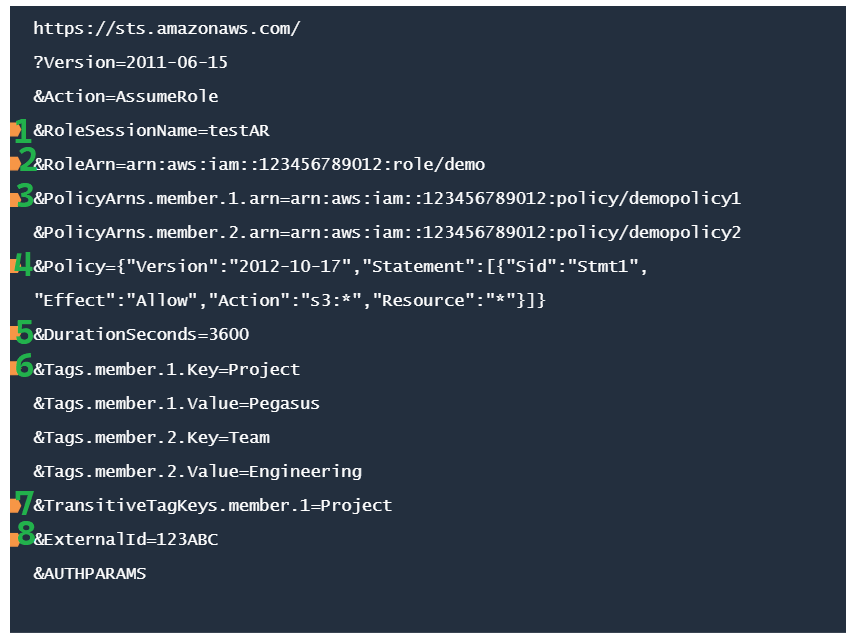 https://sts.amazonaws.com/
?Version=2011-06-15
&Action=AssumeRole
1 &RoleSessionName=testAR
2 &RoleArn=arn:aws:iam::123456789012:role/demo
3 &PolicyArns.member.1.arn=arn:aws:iam::123456789012:policy/demopolicy1
&PolicyArns.member.2.arn=arn:aws:iam::123456789012:policy/demopolicy2
4 &Policy={"Version":"2012-10-17","Statement":[{"Sid":"Stmt1",
"Effect":"Allow","Action":"s3:*","Resource":"*"}]}
5 &DurationSeconds=3600
6 &Tags.member.1.Key=Project
&Tags.member.1.Value=Pegasus
&Tags.member.2.Key=Team
&Tags.member.2.Value=Engineering
7 &TransitiveTagKeys.member.1=Project
8 &ExternalId=123ABC
&AUTHPARAMS